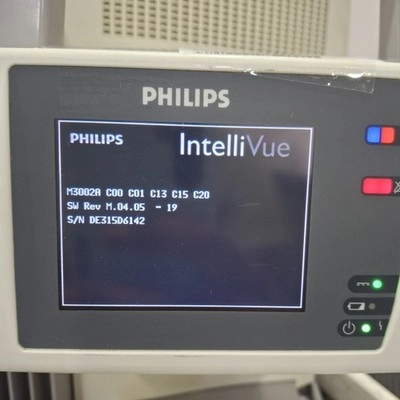 PHILIPS
PHILIPS IntelliVue
M3002A C00 C01 C13 C15 C20
SW Rev M.04.05 - 19
S/N DE315D6142